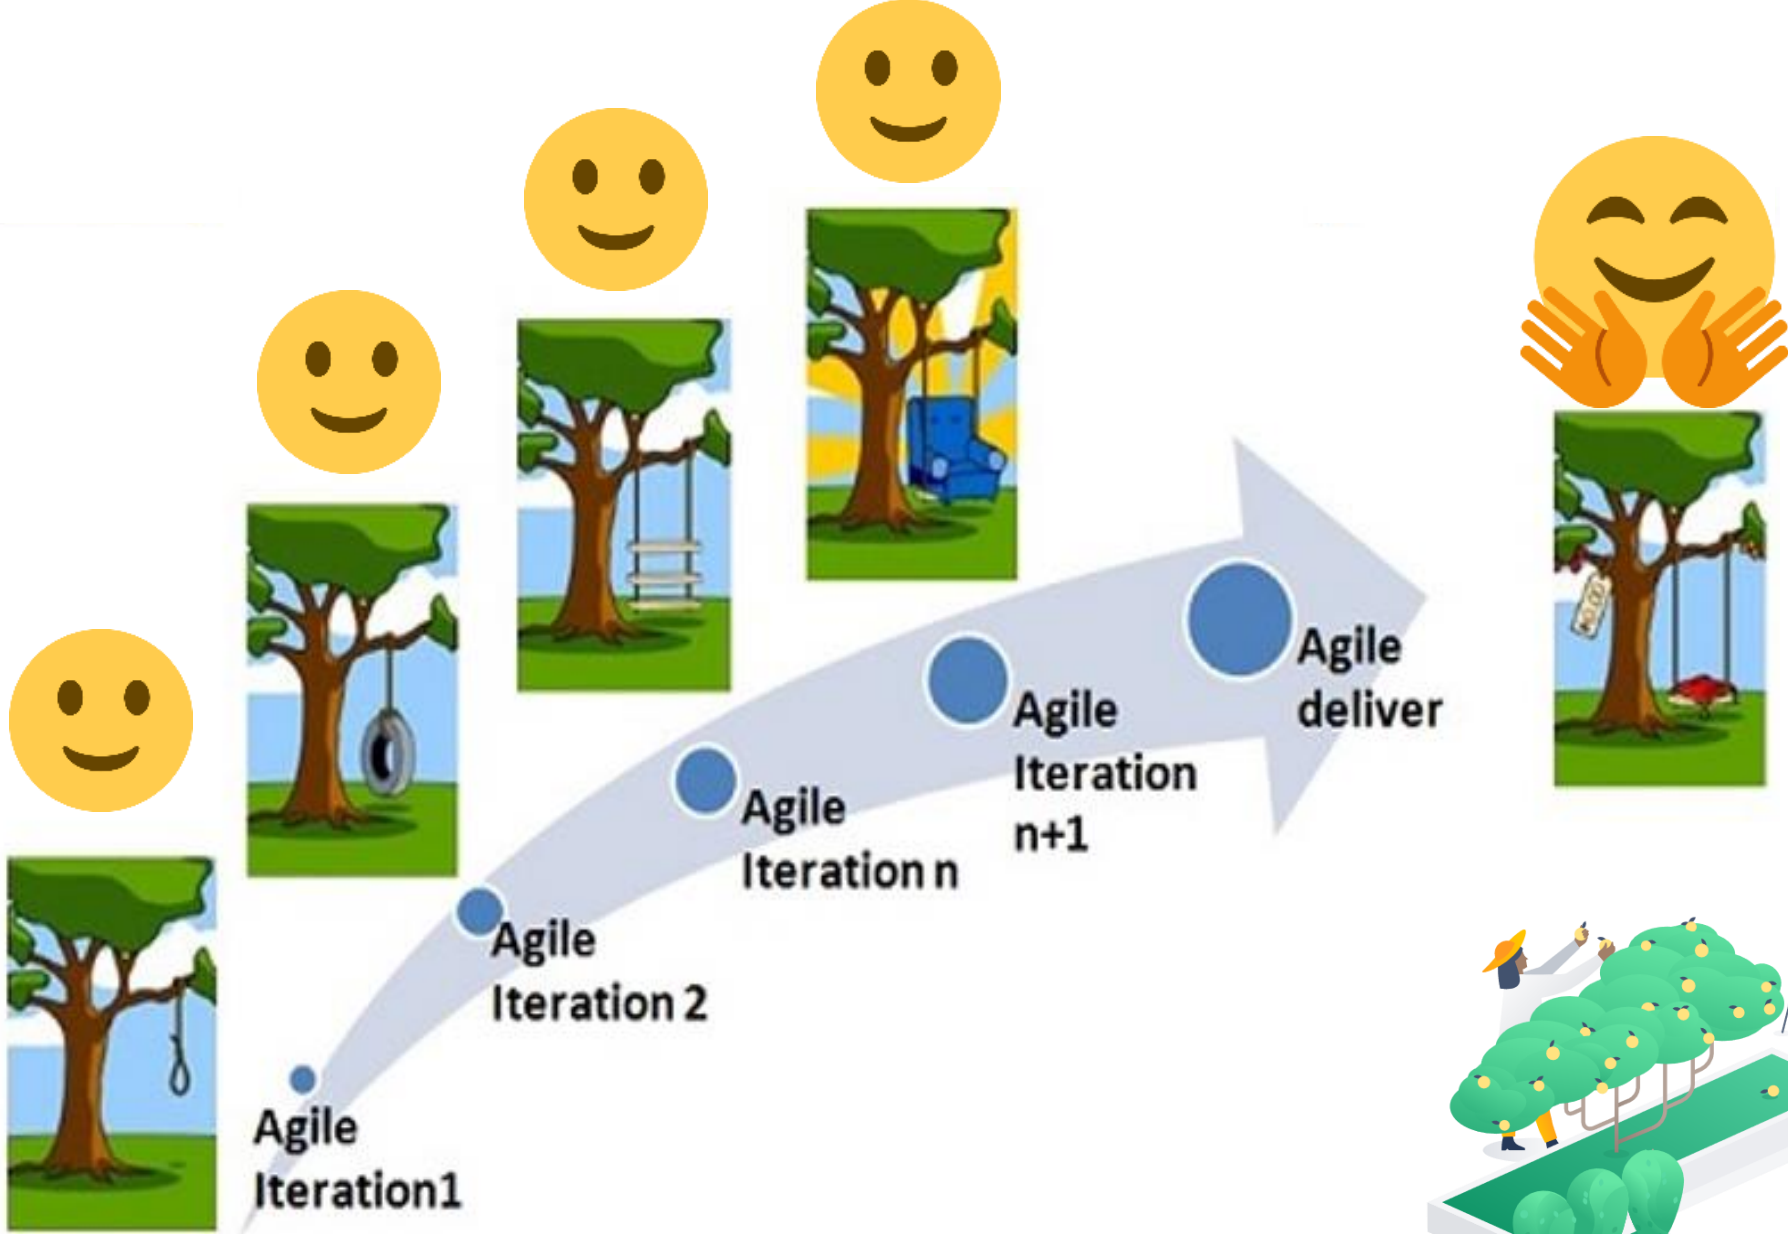 Agile
Iteration1
Agile
Iteration 2
Agile
Iteration n
Agile
Iteration
n+1
Agile
deliver